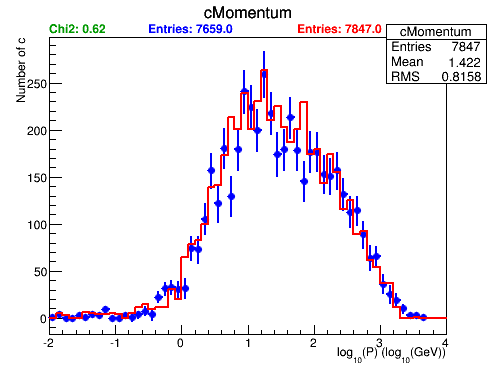 cMomentum
Chi2: 0.62 Entries: 7659.0 Entries: 7847.0
cMomentum
Entries 7847
Mean 1.422
RMS 0.8158
Number of c
250
200
150
100
50
0
-2 -1 0 1 2 3 4
log10(P) (log10(GeV))